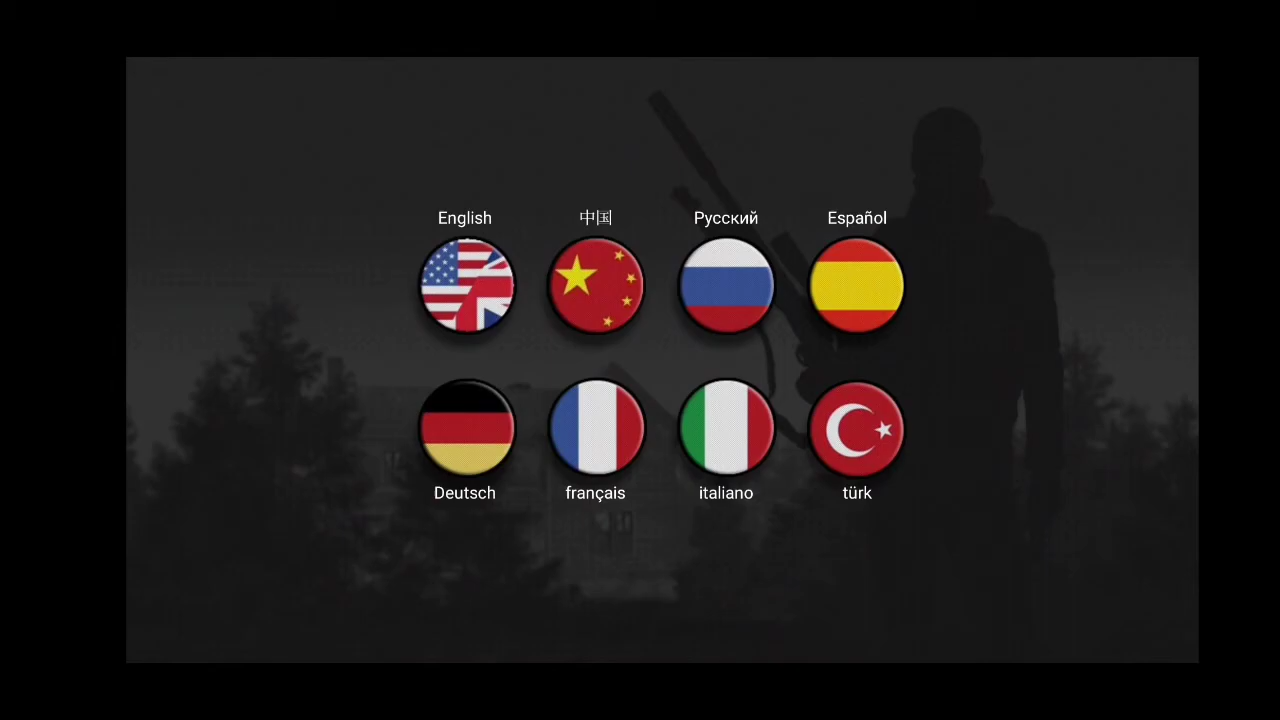 English 中国 Русский Español
Deutsch français italiano türk